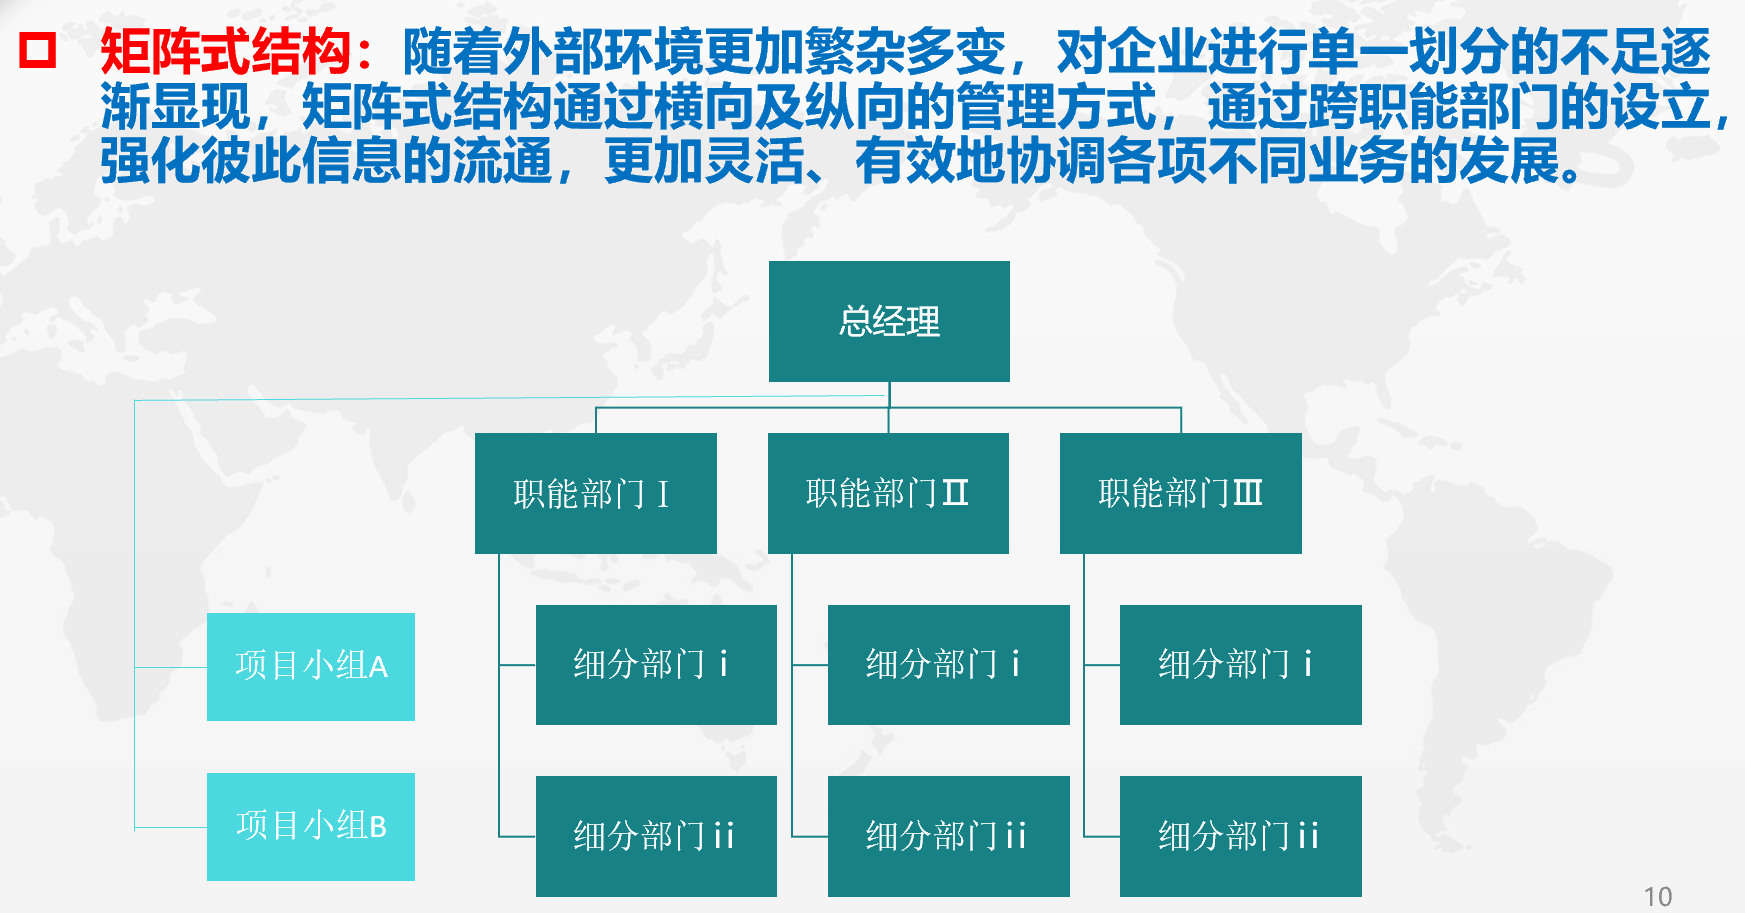 矩阵式结构：随着外部环境更加繁杂多变，对企业进行单一划分的不足逐
渐显现，矩阵式结构通过横向及纵向的管理方式，通过跨职能部门的设立，
强化彼此信息的流通，更加灵活、有效地协调各项不同业务的发展。
总经理
职能部门Ⅰ
职能部门Ⅱ
职能部门Ⅲ
项目小组A
细分部门ⅰ
细分部门ⅰ
细分部门ⅰ
项目小组B
细分部门ⅱ
细分部门ⅱ
细分部门ⅱ
10